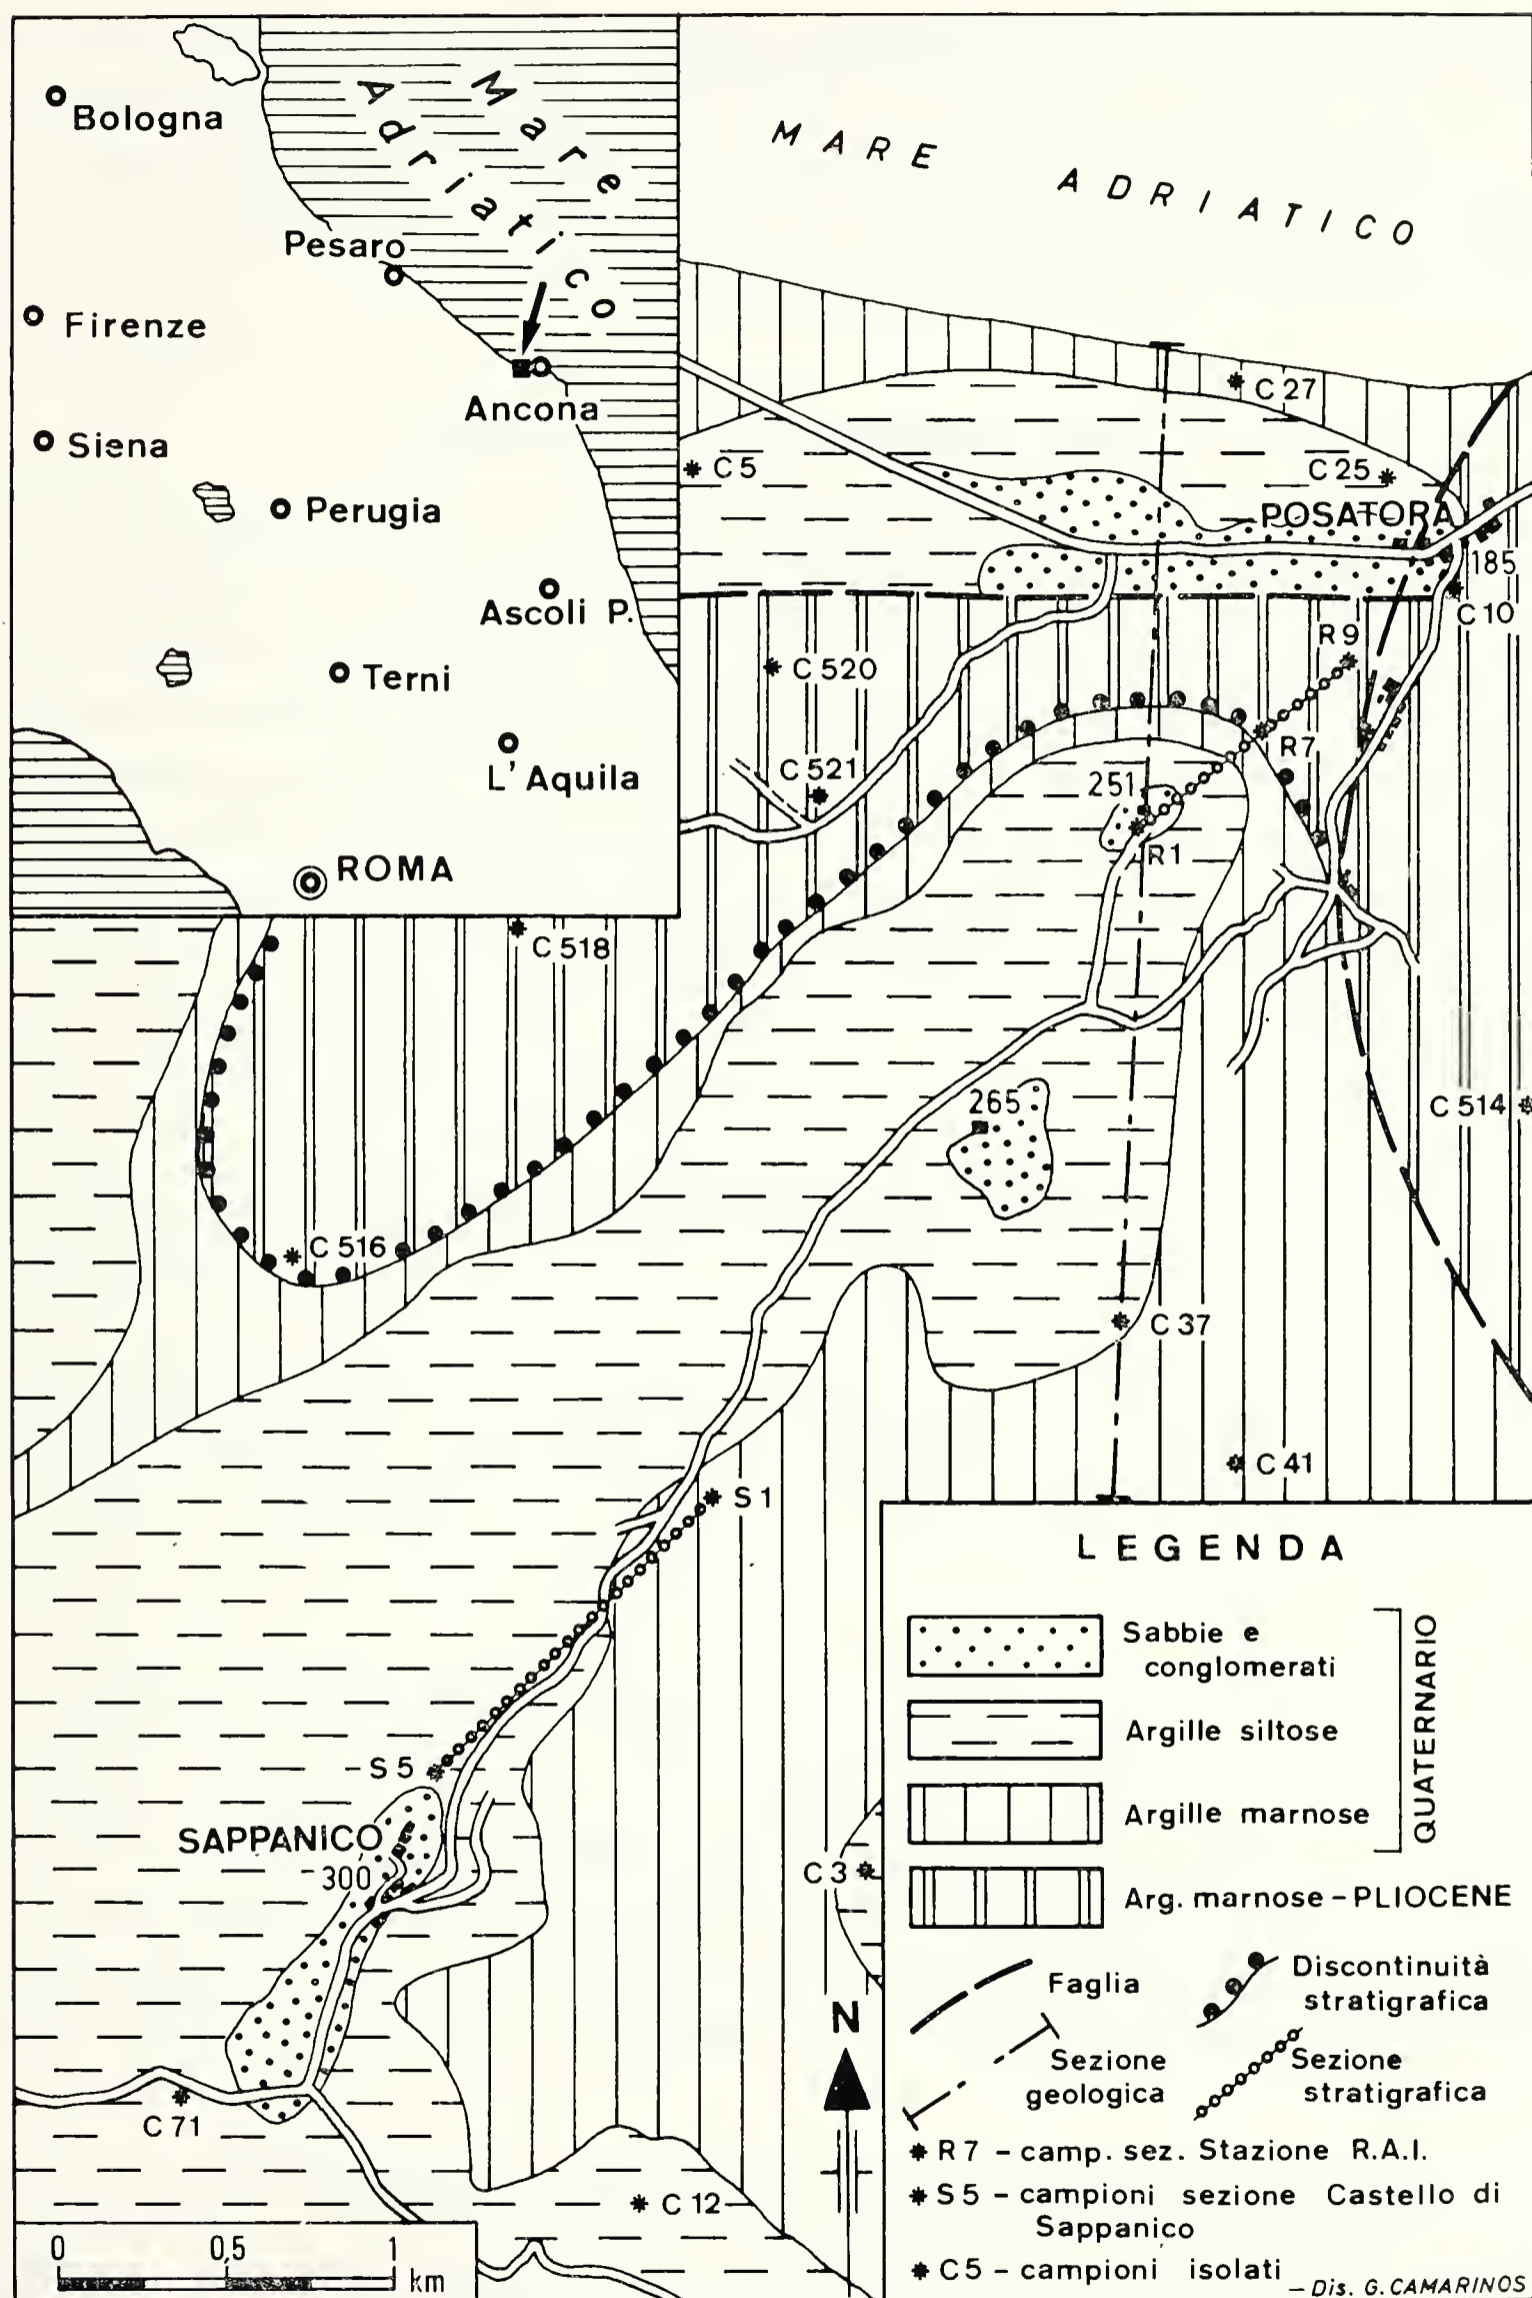 Bologna
Mare
Adriatico
Pesaro
Firenze
Ancona
Siena
Perugia
Ascoli P.
Terni
L'Aquila
ROMA
MARE ADRIATICO
C 27
C 5
C 25
POSATORA
185
C 10
R 9
C 520
R 7
C 521
251
R 1
C 518
265
C 514
C 516
C 37
C 41
S 1
S 5
SAPPANICO
300
C 3
C 71
C 12
N
0 0,5 1
km
LEGENDA
Sabbie e
conglomerati
Argille siltose
Argille marnose
QUATERNARIO
Arg. marnose – PLIOCENE
Faglia
Discontinuità
stratigrafica
Sezione
geologica
Sezione
stratigrafica
R 7 – camp. sez. Stazione R.A.I.
S 5 – campioni sezione Castello di
Sappanico
C 5 – campioni isolati
– Dis. G. CAMARINOS